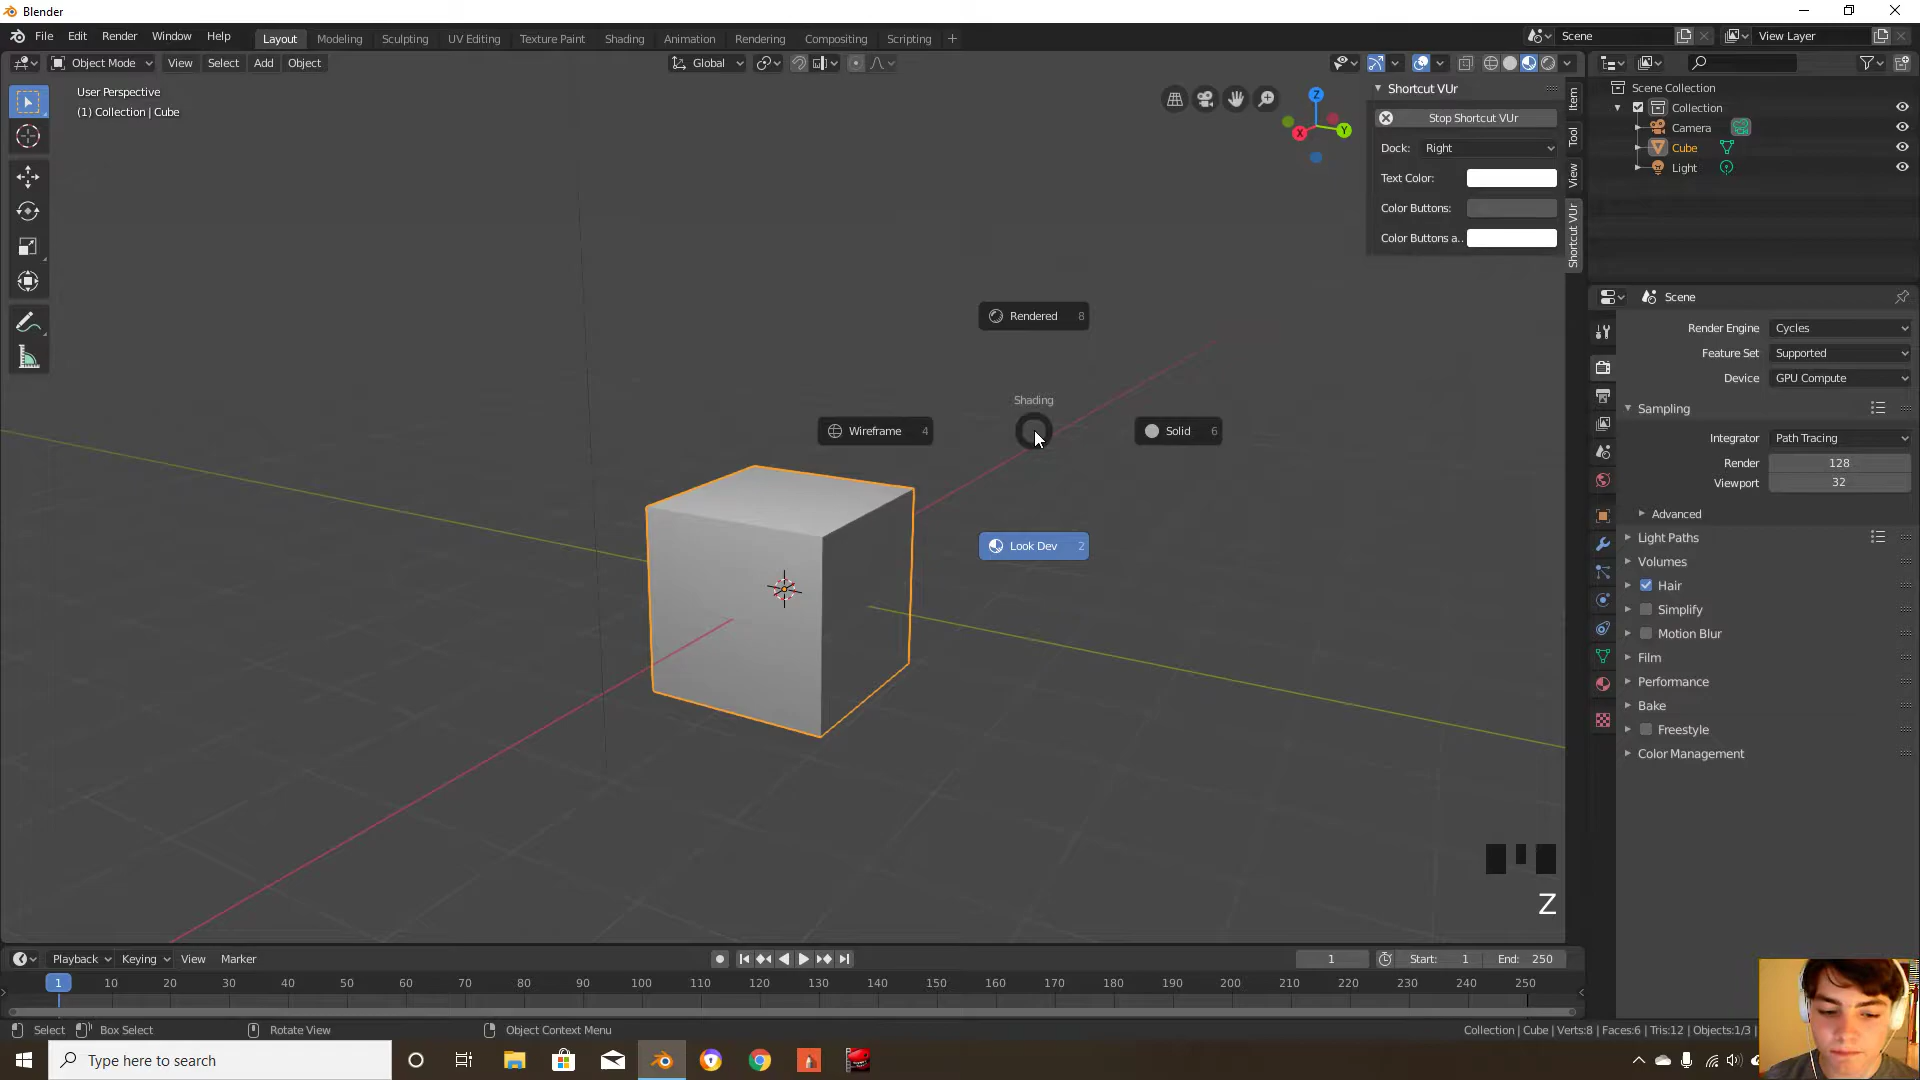 Blender
File Edit Render Window Help
Layout Modeling Sculpting UV Editing Texture Paint Shading Animation Rendering Compositing Scripting +
Scene
View Layer
Object Mode View Select Add Object
Global
User Perspective
(1) Collection | Cube
Z
X
Y
Shortcut VUr
Stop Shortcut VUr
Dock: Right
Text Color:
Color Buttons:
Color Buttons a..
Item
Tool
View
Shortcut VUr
Scene Collection
Collection
Camera
Cube
Light
Scene
Render Engine Cycles
Feature Set Supported
Device GPU Compute
Sampling
Integrator Path Tracing
Render 128
Viewport 32
Advanced
Light Paths
Volumes
Hair
Simplify
Motion Blur
Film
Performance
Bake
Freestyle
Color Management
Rendered 8
Shading
Wireframe 4
Solid 6
Look Dev 2
Z
Playback Keying View Marker
1
Start: 1
End: 250
1 10 20 30 40 50 60 70 80 90 100 110 120 130 140 150 160 170 180 190 200 210 220 230 240 250
Select Box Select Rotate View Object Context Menu
Collection | Cube | Verts:8 | Faces:6 | Tris:12 | Objects:1/3
Type here to search